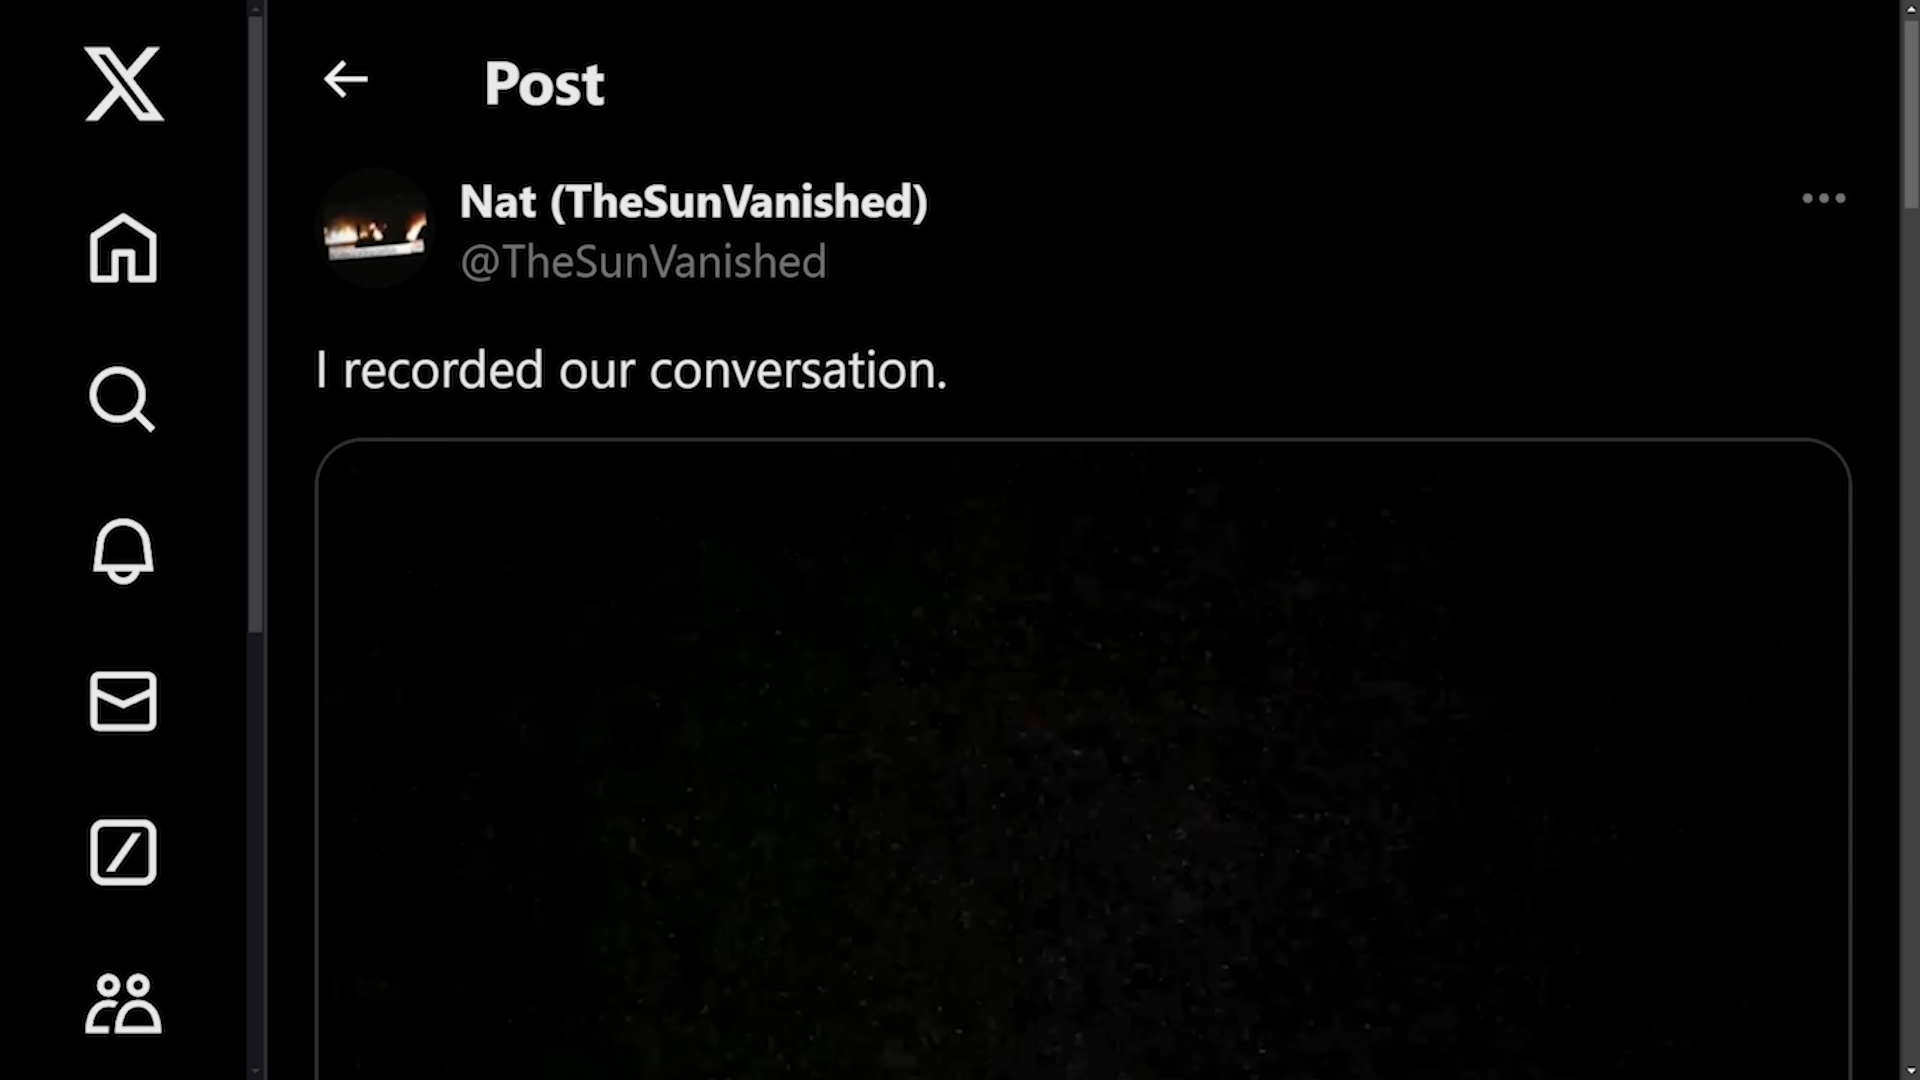 Post
Nat (TheSunVanished)
@TheSunVanished
I recorded our conversation.